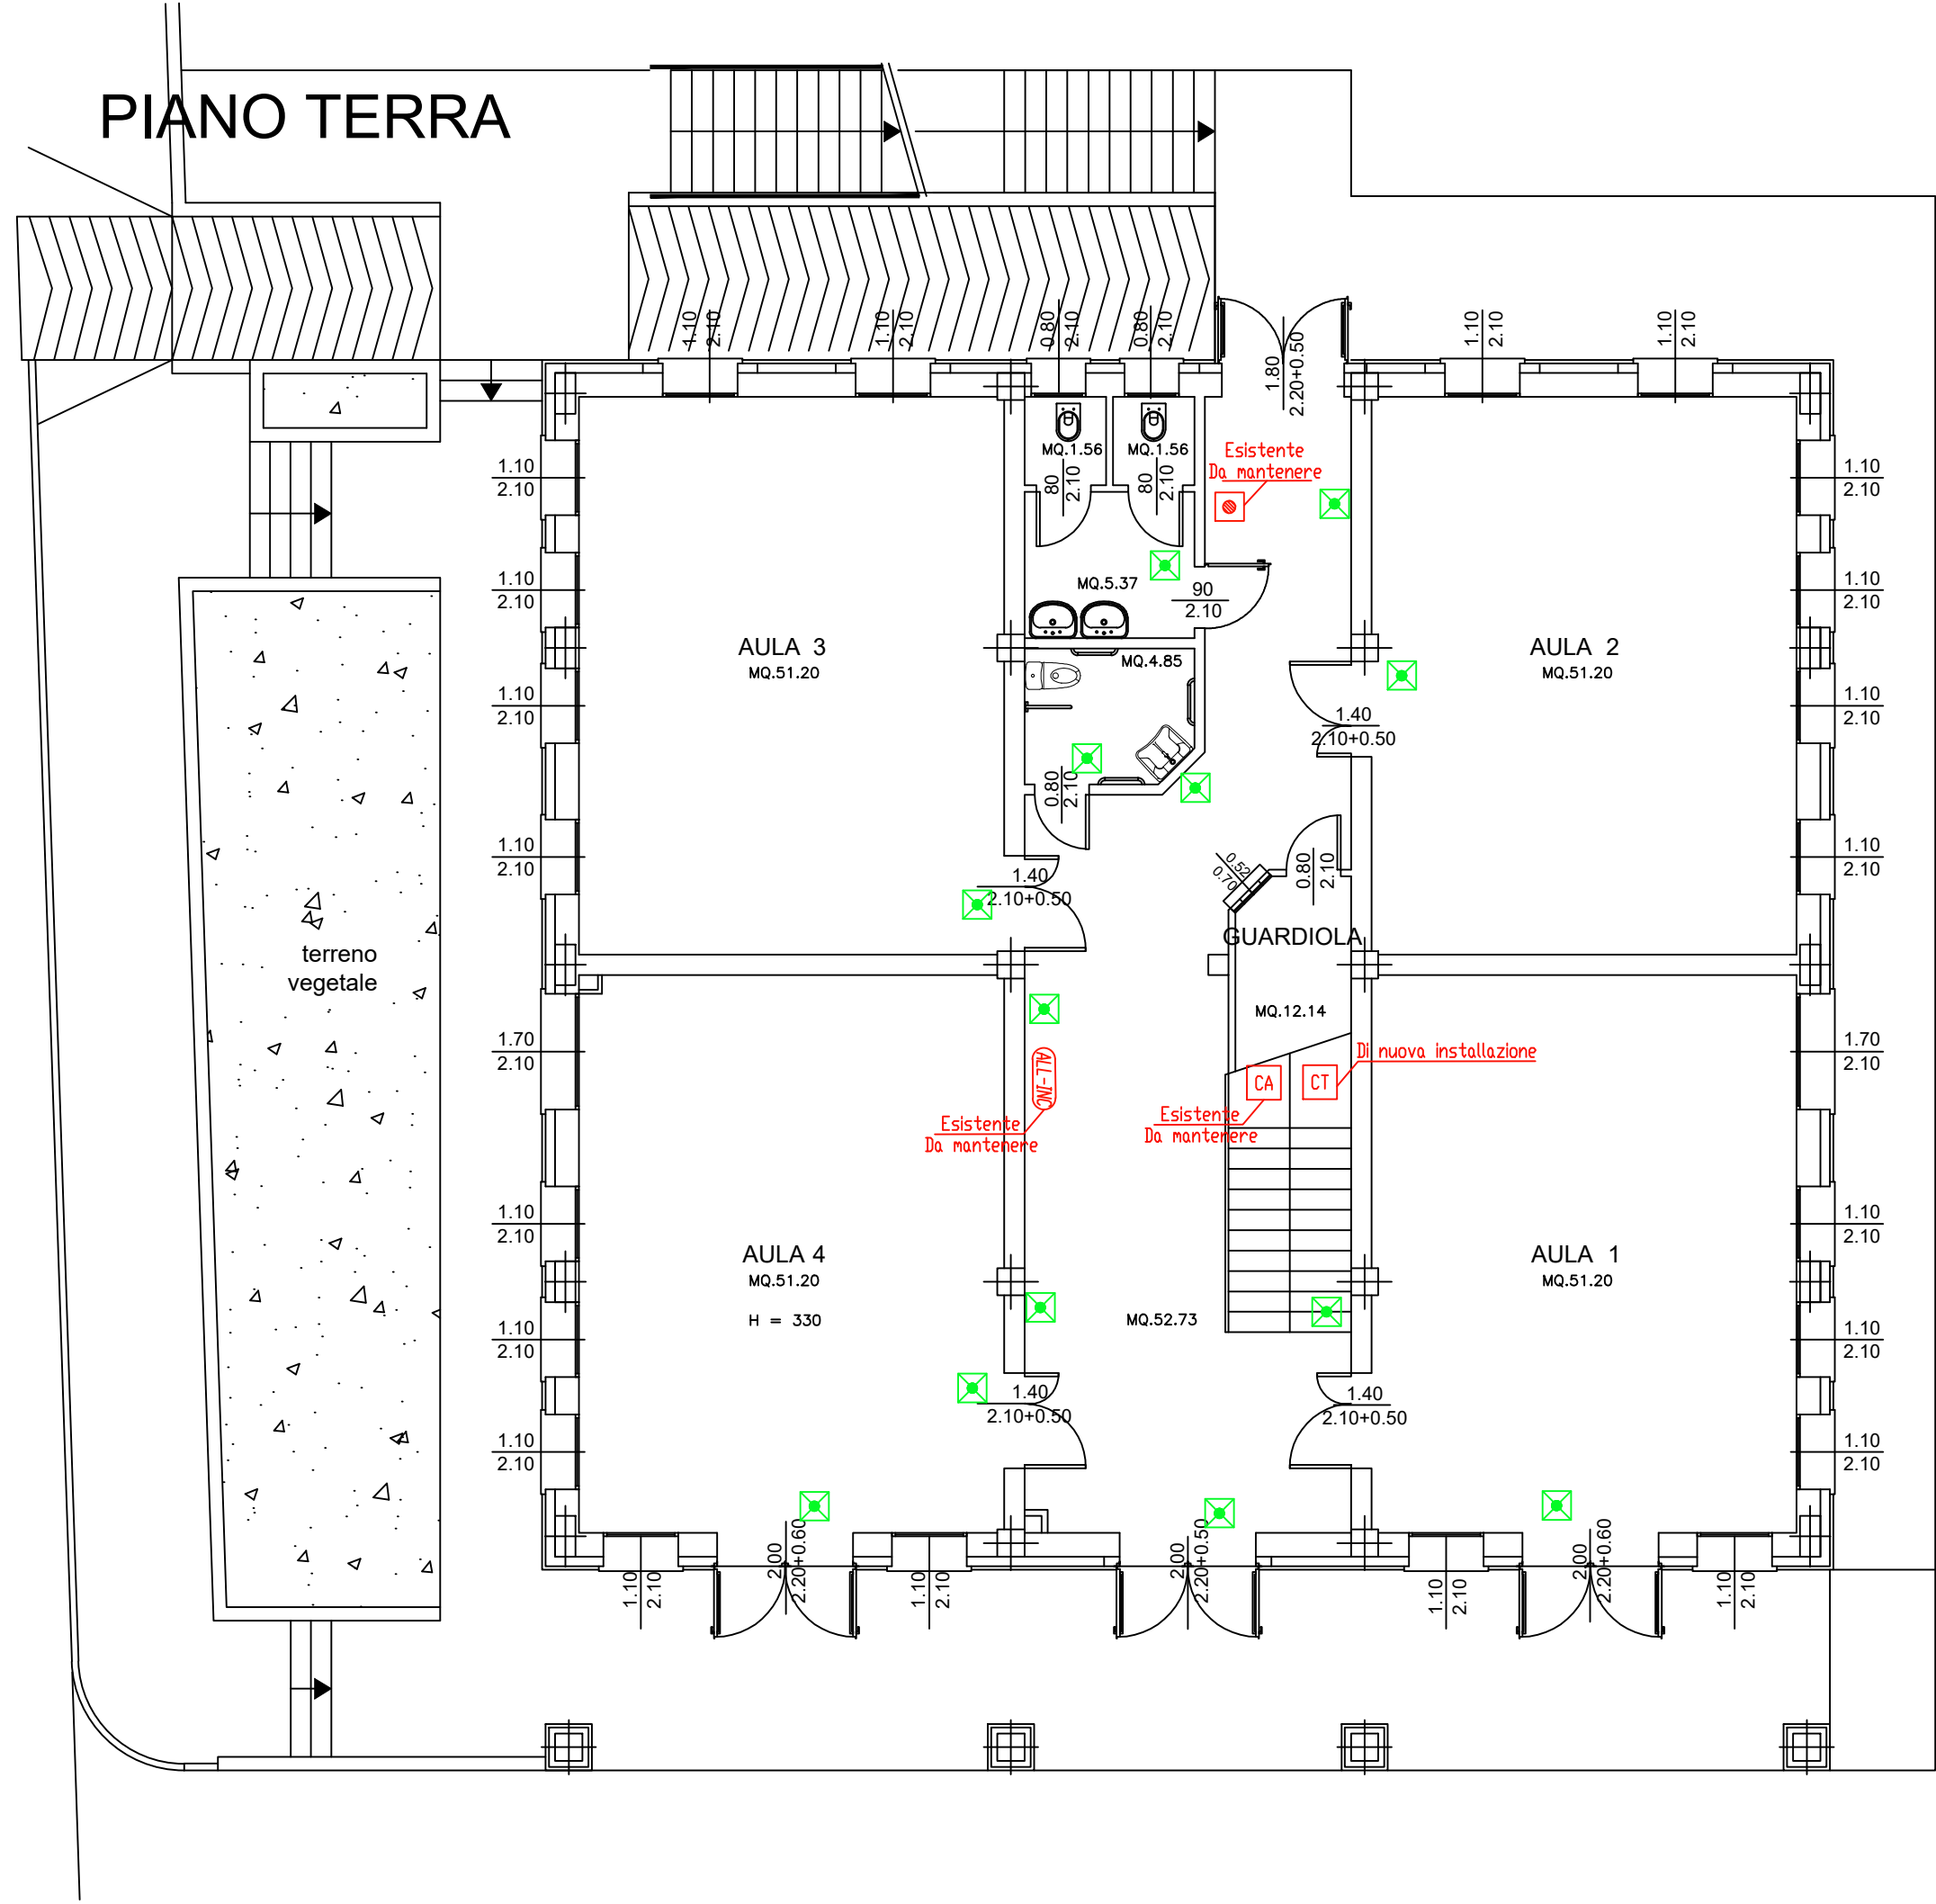 PIANO TERRA
1.10
2.10
1.10
2.10
0.80
2.10
0.80
2.10
1.80
2.20+0.50
1.10
2.10
1.10
2.10
MQ.1.56
MQ.1.56
80
2.10
80
2.10
Esistente
Da mantenere
1.10
2.10
1.10
2.10
1.10
2.10
1.10
2.10
MQ.5.37
90
2.10
AULA 3
MQ.51.20
MQ.4.85
AULA 2
MQ.51.20
1.10
2.10
1.10
2.10
1.40
2.10+0.50
0.80
2.10
1.10
2.10
1.10
2.10
0.52
0.70
0.80
2.10
1.40
2.10+0.50
GUARDIOLA
terreno
vegetale
MQ.12.14
1.70
2.10
1.70
2.10
ALL-INC
CA
CT
Di nuova installazione
Esistente
Da mantenere
Esistente
Da mantenere
1.10
2.10
1.10
2.10
AULA 4
MQ.51.20
H = 330
AULA 1
MQ.51.20
MQ.52.73
1.10
2.10
1.10
2.10
1.40
2.10+0.50
1.40
2.10+0.50
1.10
2.10
1.10
2.10
1.10
2.10
2.00
2.20+0.60
1.10
2.10
2.00
2.20+0.50
1.10
2.10
2.00
2.20+0.60
1.10
2.10